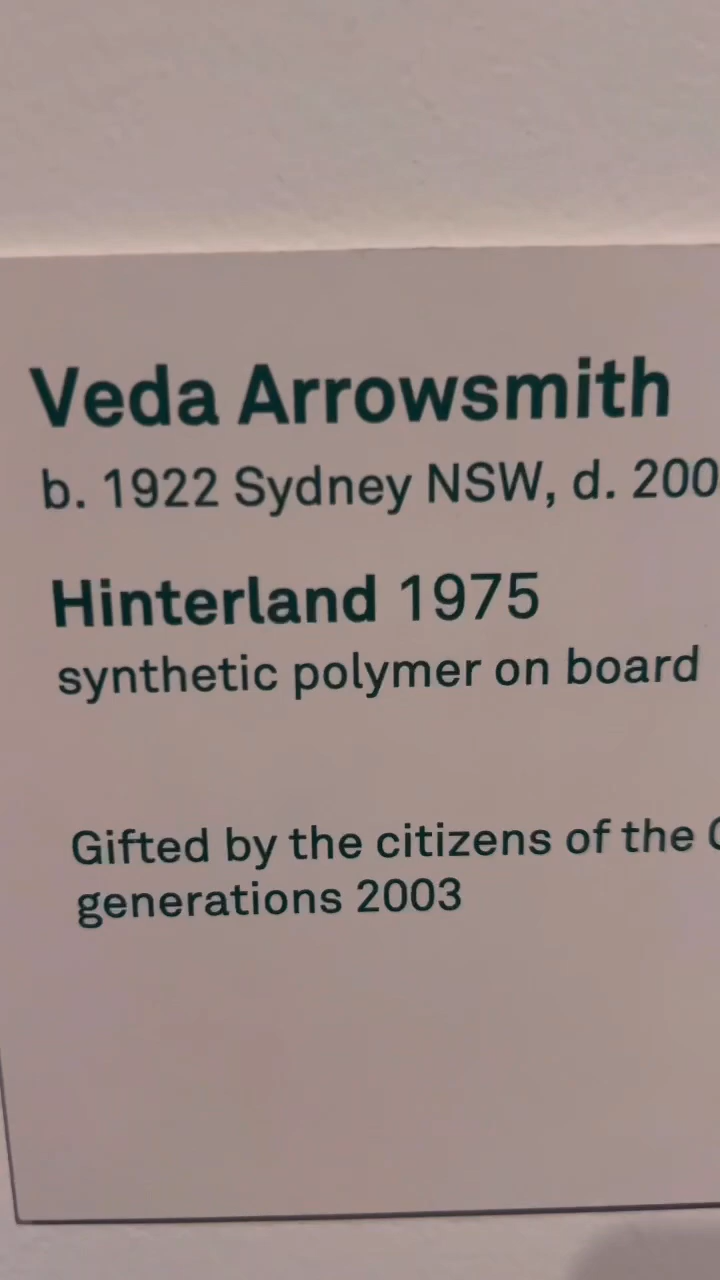 Veda Arrowsmith
b. 1922 Sydney NSW, d. 200
Hinterland 1975
synthetic polymer on board
Gifted by the citizens of the
generations 2003